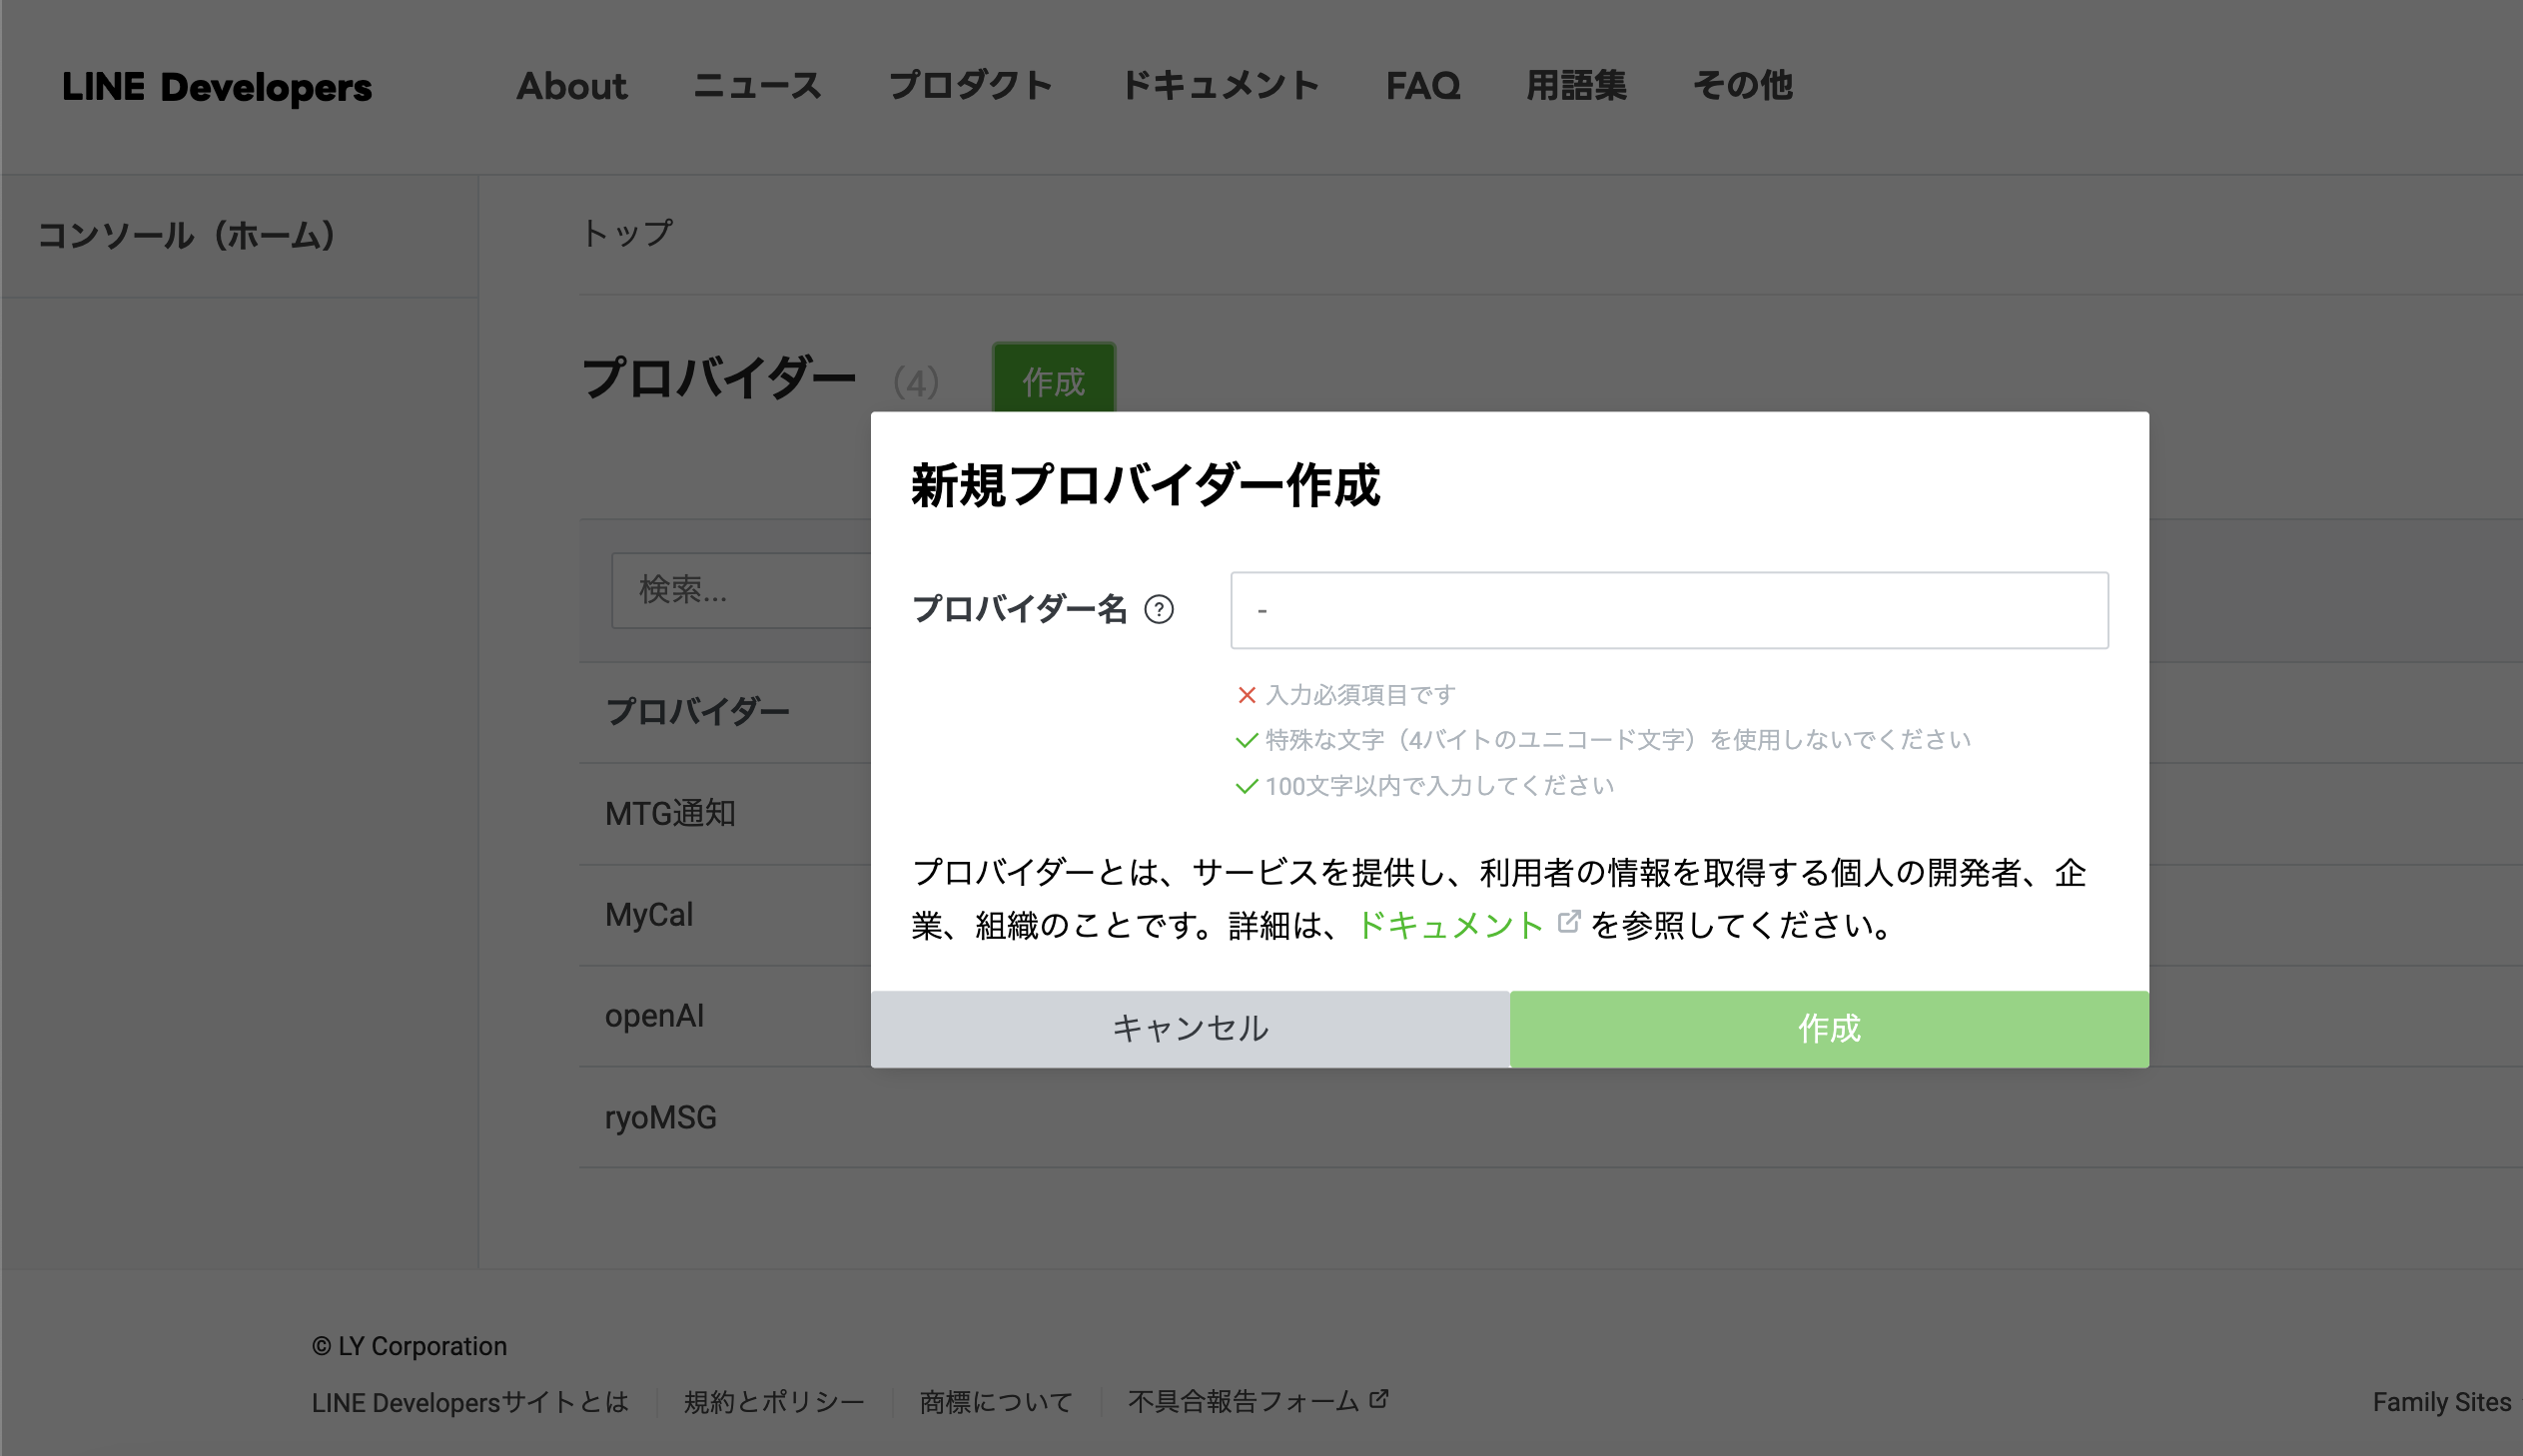 LINE Developers About ニュース プロダクト ドキュメント FAQ 用語集 その他
コンソール（ホーム）
トップ
プロバイダー （4） 作成
検索...
プロバイダー
MTG通知
MyCal
openAI
ryoMSG
新規プロバイダー作成
プロバイダー名 ? -
入力必須項目です
特殊な文字（4バイトのユニコード文字）を使用しないでください
100文字以内で入力してください
プロバイダーとは、サービスを提供し、利用者の情報を取得する個人の開発者、企
業、組織のことです。詳細は、ドキュメント を参照してください。
キャンセル 作成
© LY Corporation
LINE Developersサイトとは 規約とポリシー 商標について 不具合報告フォーム Family Sites